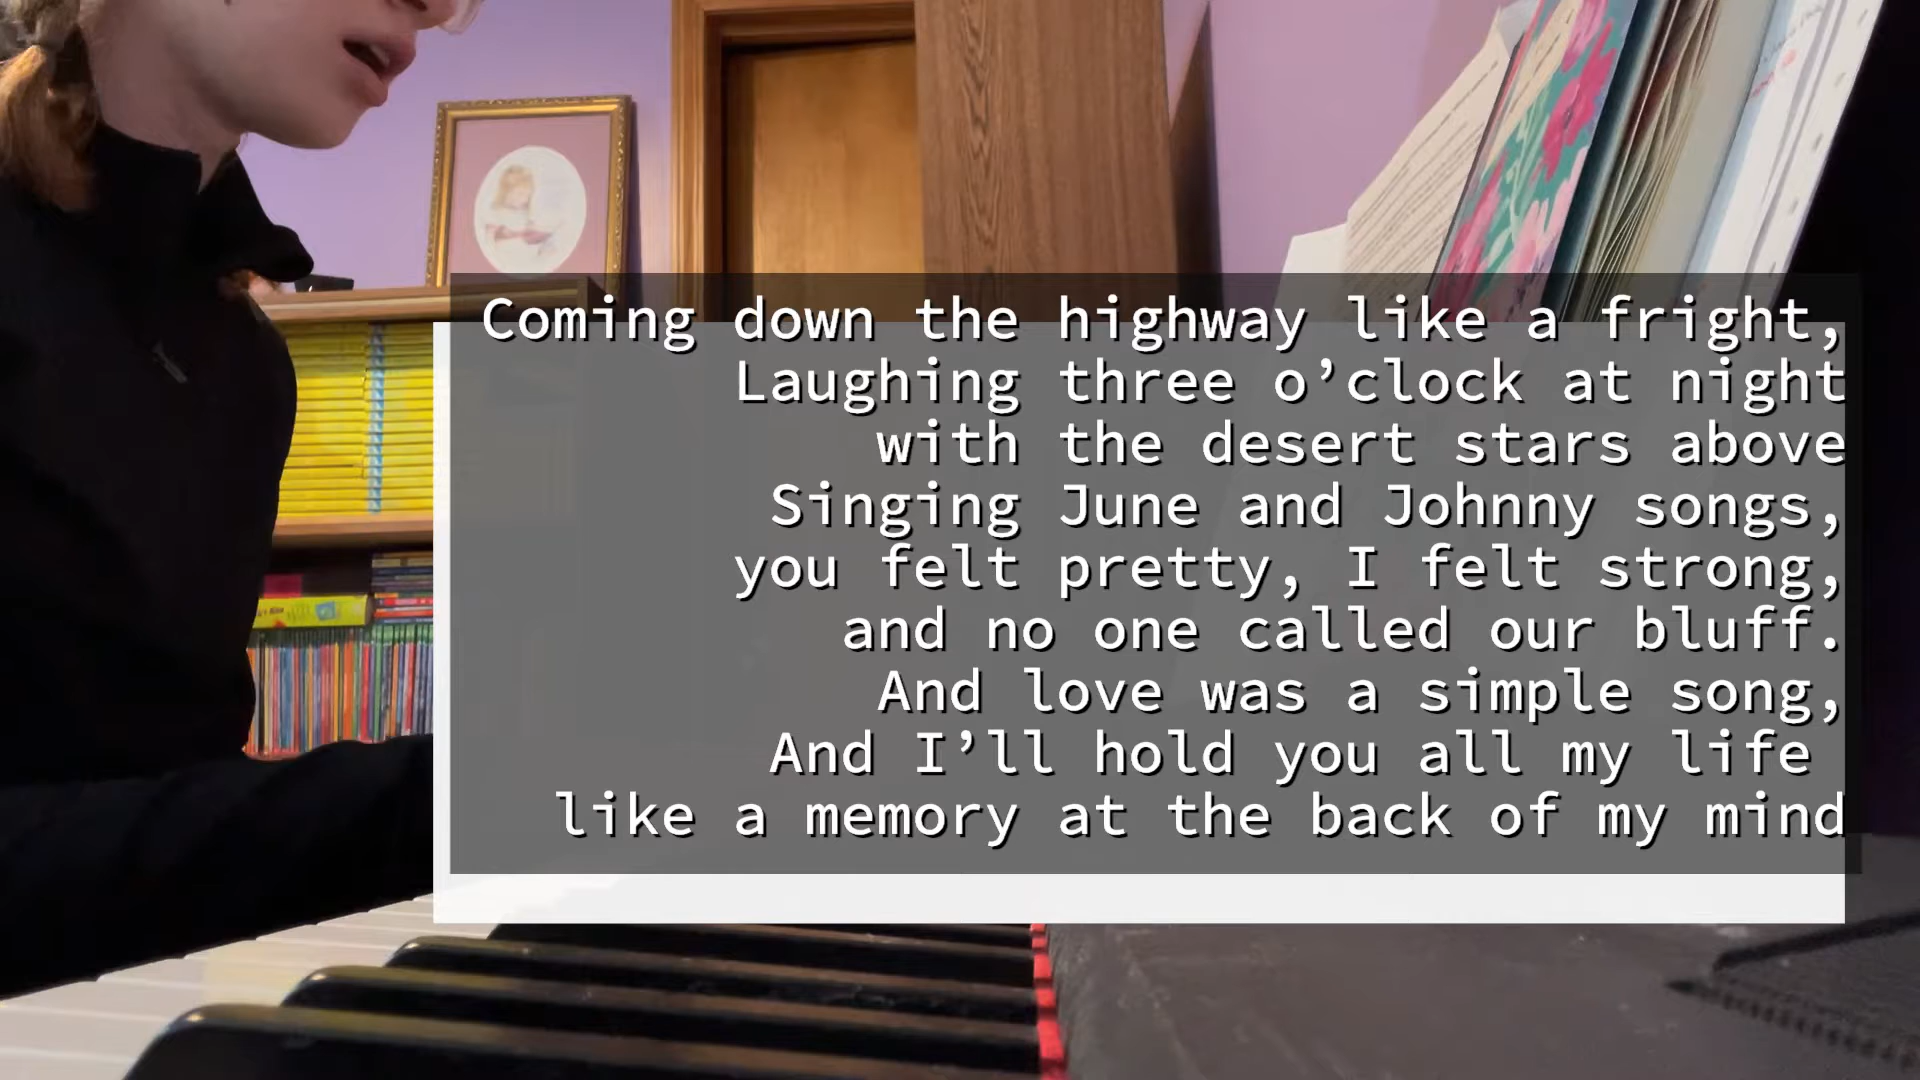 Coming down the highway like a fright,
Laughing three o’clock at night
with the desert stars above
Singing June and Johnny songs,
you felt pretty, I felt strong,
and no one called our bluff.
And love was a simple song,
And I’ll hold you all my life
like a memory at the back of my mind